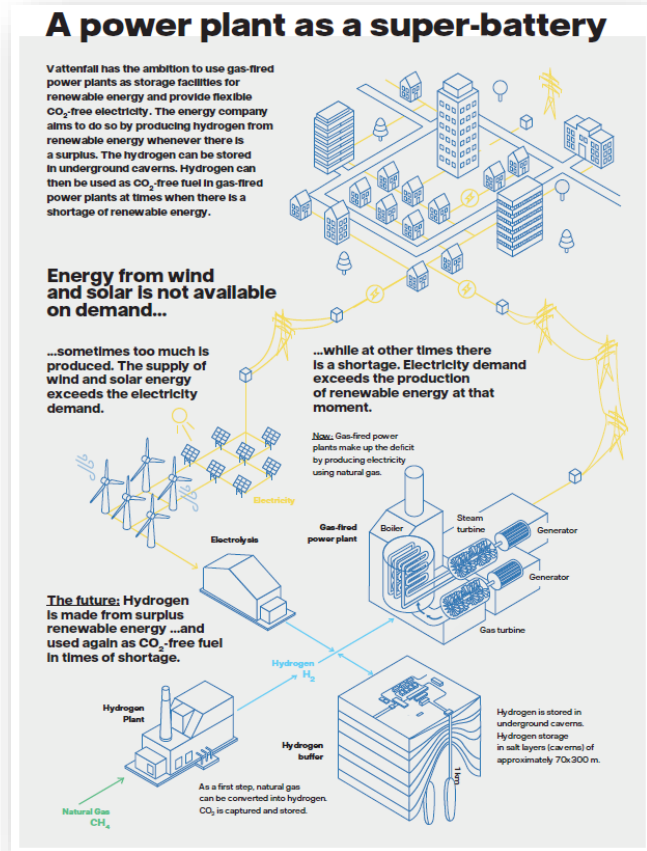 A power plant as a super-battery
Vattenfall has the ambition to use gas-fired
power plants as storage facilities for
renewable energy and provide flexible
CO₂-free electricity. The energy company
aims to do so by producing hydrogen from
renewable energy whenever there is
a surplus. The hydrogen can be stored
in underground caverns. Hydrogen can
then be used as CO₂-free fuel in gas-fired
power plants at times when there is a
shortage of renewable energy.
Energy from wind
and solar is not available
on demand...
...sometimes too much is
produced. The supply of
wind and solar energy
exceeds the electricity
demand.
...while at other times there
is a shortage. Electricity demand
exceeds the production
of renewable energy at that
moment.
Now: Gas-fired power
plants make up the deficit
by producing electricity
using natural gas.
Electricity
Electrolysis
Gas-fired
power plant
Boiler
Steam
turbine
Generator
Generator
Gas turbine
The future: Hydrogen
is made from surplus
renewable energy ...and
used again as CO₂-free fuel
in times of shortage.
Hydrogen
H₂
Hydrogen
Plant
Hydrogen
buffer
1 km
Hydrogen is stored in
underground caverns.
Hydrogen storage
in salt layers (caverns) of
approximately 70x300 m.
As a first step, natural gas
can be converted into hydrogen.
CO₂ is captured and stored.
Natural Gas
CH₄